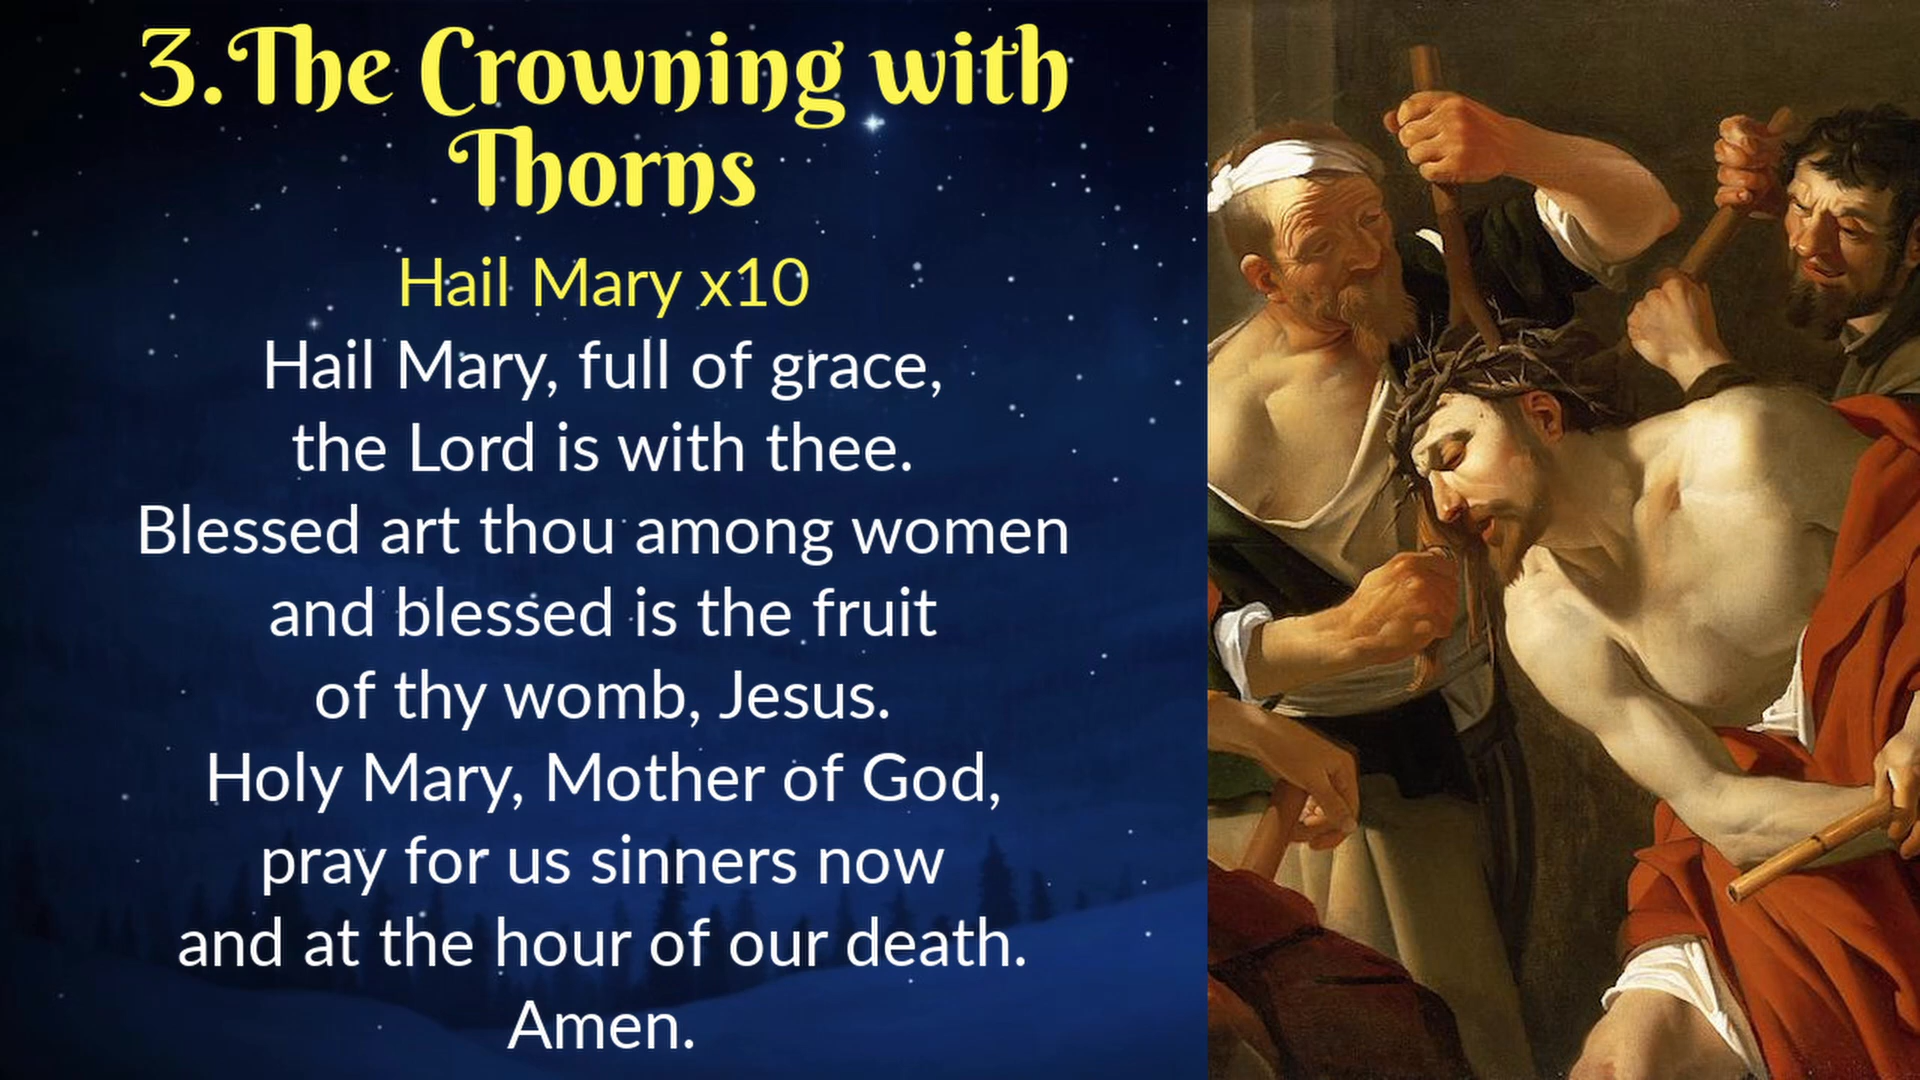 3.The Crowning with
Thorns
Hail Mary x10
Hail Mary, full of grace,
the Lord is with thee.
Blessed art thou among women
and blessed is the fruit
of thy womb, Jesus.
Holy Mary, Mother of God,
pray for us sinners now
and at the hour of our death.
Amen.